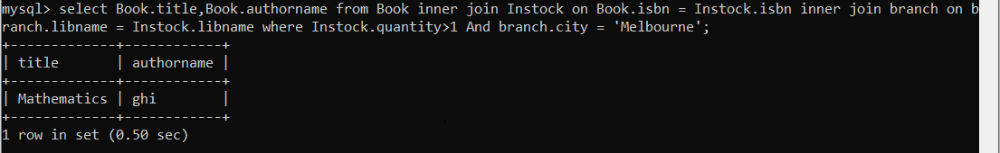 mysql> select Book.title,Book.authorname from Book inner join Instock on Book.isbn = Instock.isbn inner join branch on b
ranch.libname = Instock.libname where Instock.quantity>1 And branch.city = 'Melbourne';
+-------------+------------+
| title       | authorname |
+-------------+------------+
| Mathematics | ghi        |
+-------------+------------+
1 row in set (0.50 sec)